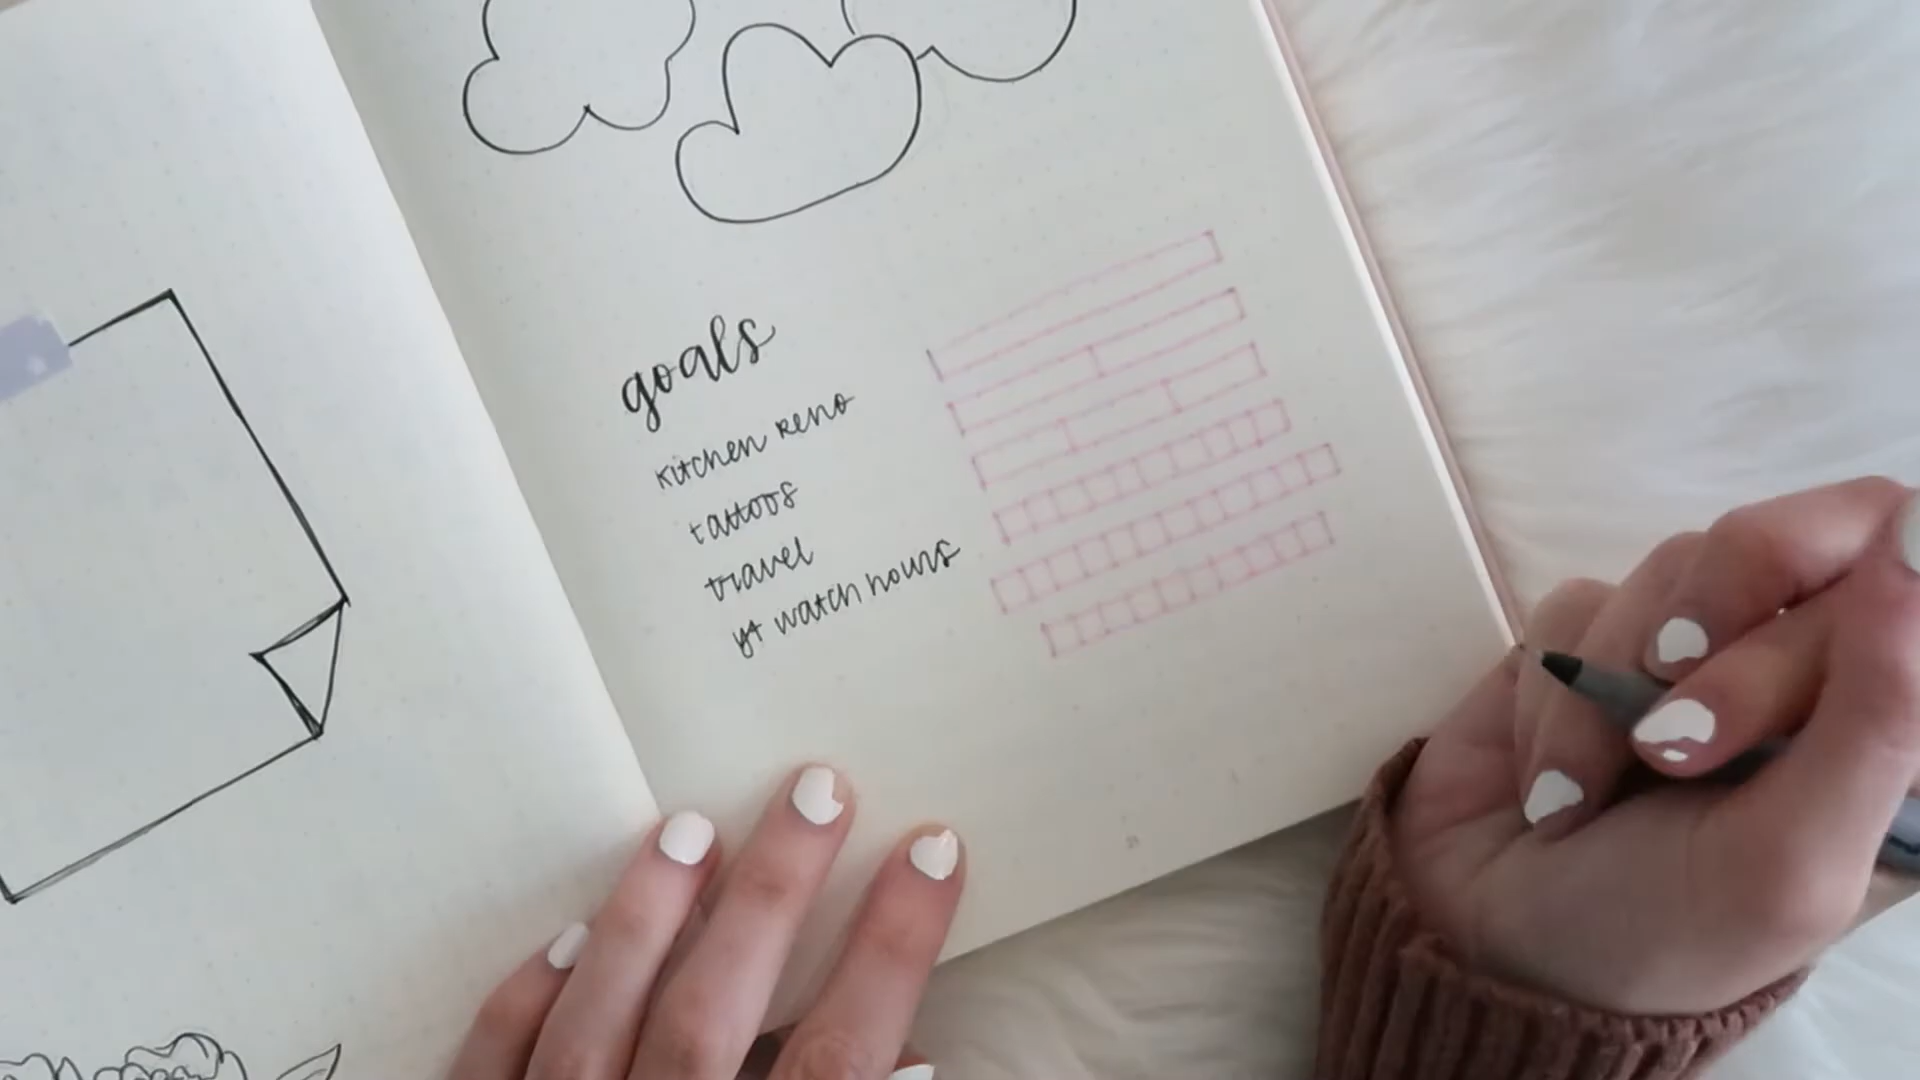 goals
kitchen reno
tattoos
travel
yt watch hours